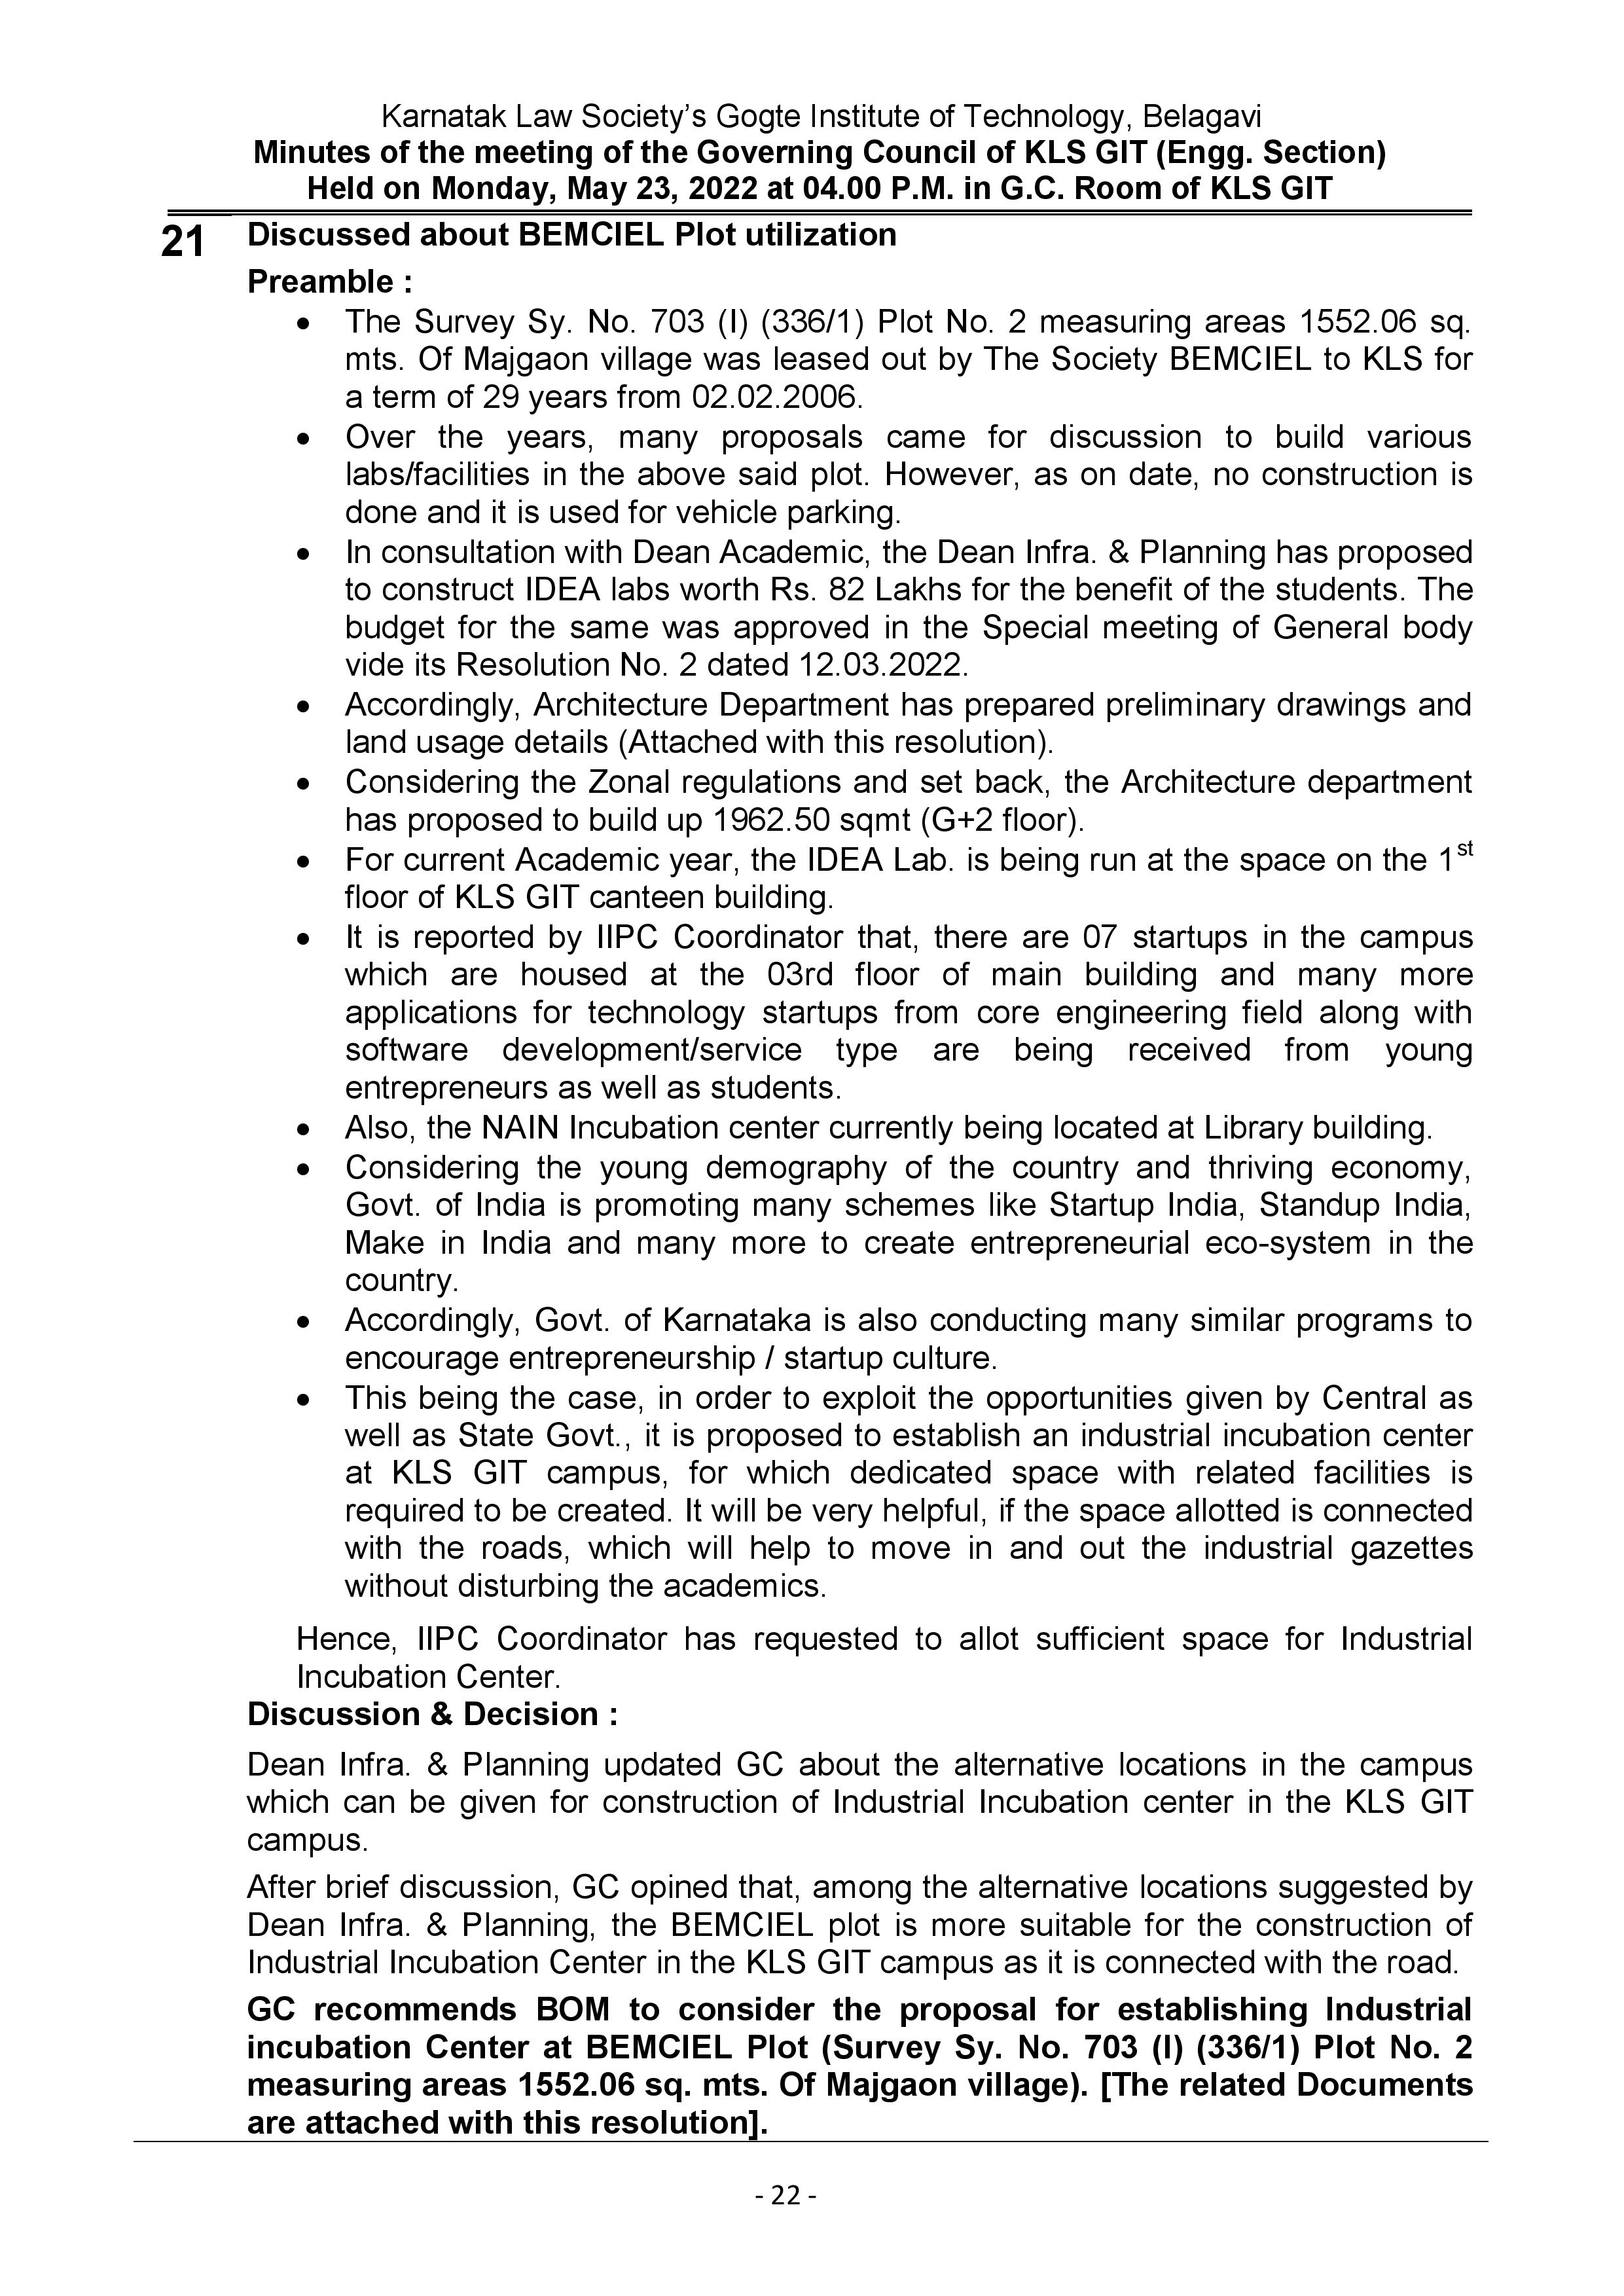 Karnatak Law Society’s Gogte Institute of Technology, Belagavi
Minutes of the meeting of the Governing Council of KLS GIT (Engg. Section)
Held on Monday, May 23, 2022 at 04.00 P.M. in G.C. Room of KLS GIT
21 Discussed about BEMCIEL Plot utilization
Preamble :
• The Survey Sy. No. 703 (I) (336/1) Plot No. 2 measuring areas 1552.06 sq.
mts. Of Majgaon village was leased out by The Society BEMCIEL to KLS for
a term of 29 years from 02.02.2006.
• Over the years, many proposals came for discussion to build various
labs/facilities in the above said plot. However, as on date, no construction is
done and it is used for vehicle parking.
• In consultation with Dean Academic, the Dean Infra. & Planning has proposed
to construct IDEA labs worth Rs. 82 Lakhs for the benefit of the students. The
budget for the same was approved in the Special meeting of General body
vide its Resolution No. 2 dated 12.03.2022.
• Accordingly, Architecture Department has prepared preliminary drawings and
land usage details (Attached with this resolution).
• Considering the Zonal regulations and set back, the Architecture department
has proposed to build up 1962.50 sqmt (G+2 floor).
• For current Academic year, the IDEA Lab. is being run at the space on the 1st
floor of KLS GIT canteen building.
• It is reported by IIPC Coordinator that, there are 07 startups in the campus
which are housed at the 03rd floor of main building and many more
applications for technology startups from core engineering field along with
software development/service type are being received from young
entrepreneurs as well as students.
• Also, the NAIN Incubation center currently being located at Library building.
• Considering the young demography of the country and thriving economy,
Govt. of India is promoting many schemes like Startup India, Standup India,
Make in India and many more to create entrepreneurial eco-system in the
country.
• Accordingly, Govt. of Karnataka is also conducting many similar programs to
encourage entrepreneurship / startup culture.
• This being the case, in order to exploit the opportunities given by Central as
well as State Govt., it is proposed to establish an industrial incubation center
at KLS GIT campus, for which dedicated space with related facilities is
required to be created. It will be very helpful, if the space allotted is connected
with the roads, which will help to move in and out the industrial gazettes
without disturbing the academics.
Hence, IIPC Coordinator has requested to allot sufficient space for Industrial
Incubation Center.
Discussion & Decision :
Dean Infra. & Planning updated GC about the alternative locations in the campus
which can be given for construction of Industrial Incubation center in the KLS GIT
campus.
After brief discussion, GC opined that, among the alternative locations suggested by
Dean Infra. & Planning, the BEMCIEL plot is more suitable for the construction of
Industrial Incubation Center in the KLS GIT campus as it is connected with the road.
GC recommends BOM to consider the proposal for establishing Industrial
incubation Center at BEMCIEL Plot (Survey Sy. No. 703 (I) (336/1) Plot No. 2
measuring areas 1552.06 sq. mts. Of Majgaon village). [The related Documents
are attached with this resolution].
- 22 -